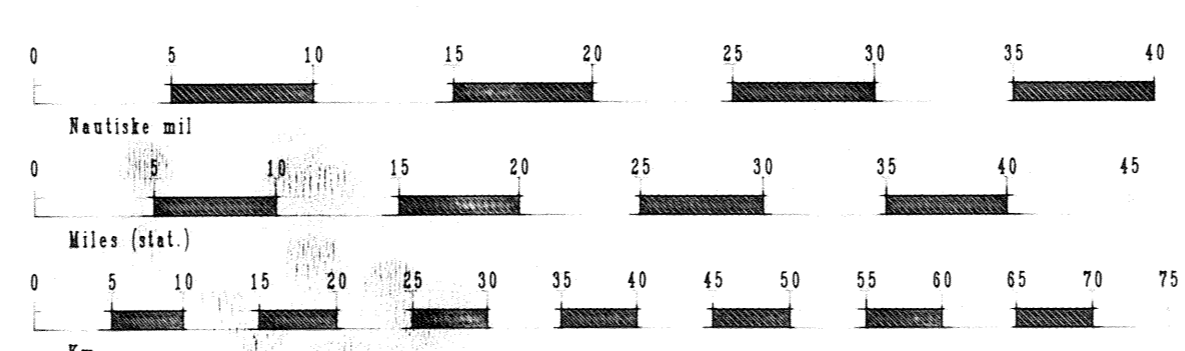 0 5 10 15 20 25 30 35 40
Nautiske mil
0 5 10 15 20 25 30 35 40 45
Miles (stat.)
0 5 10 15 20 25 30 35 40 45 50 55 60 65 70 75
Km